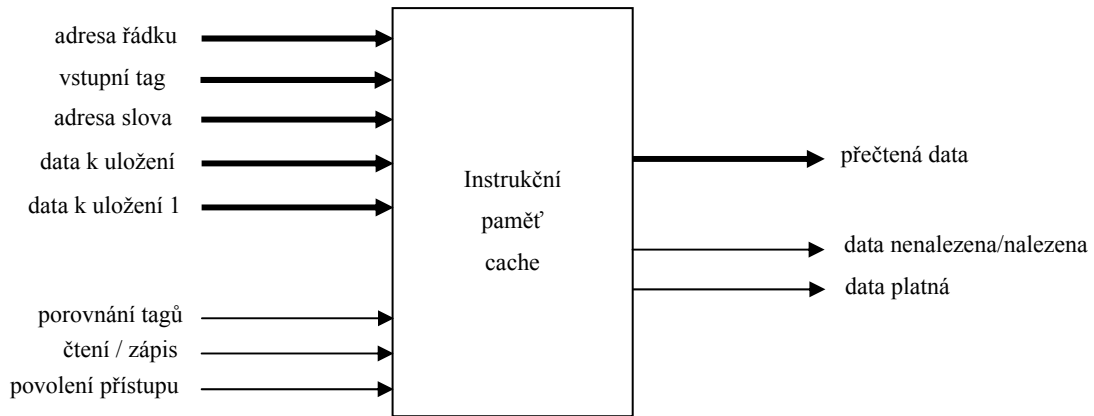 adresa řádku
vstupní tag
adresa slova
data k uložení
data k uložení 1
porovnání tagů
čtení / zápis
povolení přístupu
Instrukční
paměť
cache
přečtená data
data nenalezena/nalezena
data platná